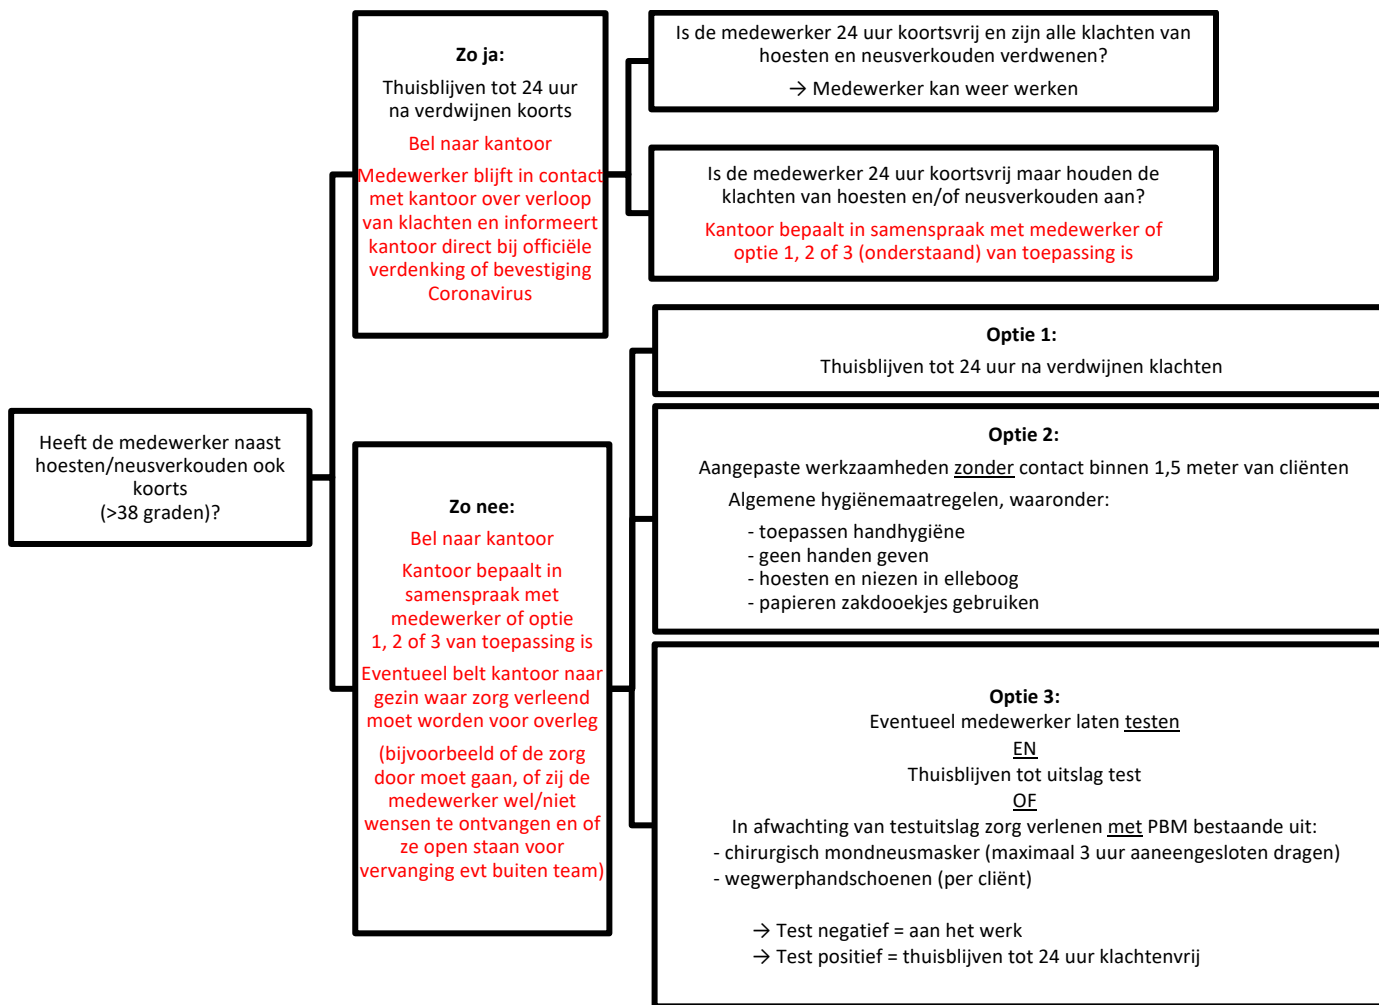 Heeft de medewerker naast
hoesten/neusverkouden ook
koorts
(>38 graden)?
Zo ja:
Thuisblijven tot 24 uur
na verdwijnen koorts
Bel naar kantoor
Medewerker blijft in contact
met kantoor over verloop
van klachten en informeert
kantoor direct bij officiële
verdenking of bevestiging
Coronavirus
Is de medewerker 24 uur koortsvrij en zijn alle klachten van
hoesten en neusverkouden verdwenen?
→ Medewerker kan weer werken
Is de medewerker 24 uur koortsvrij maar houden de
klachten van hoesten en/of neusverkouden aan?
Kantoor bepaalt in samenspraak met medewerker of
optie 1, 2 of 3 (onderstaand) van toepassing is
Zo nee:
Bel naar kantoor
Kantoor bepaalt in
samenspraak met
medewerker of optie
1, 2 of 3 van toepassing is
Eventueel belt kantoor naar
gezin waar zorg verleend
moet worden voor overleg
(bijvoorbeeld of de zorg
door moet gaan, of zij de
medewerker wel/niet
wensen te ontvangen en of
ze open staan voor
vervanging evt buiten team)
Optie 1:
Thuisblijven tot 24 uur na verdwijnen klachten
Optie 2:
Aangepaste werkzaamheden zonder contact binnen 1,5 meter van cliënten
Algemene hygiënemaatregelen, waaronder:
- toepassen handhygiëne
- geen handen geven
- hoesten en niezen in elleboog
- papieren zakdooekjes gebruiken
Optie 3:
Eventueel medewerker laten testen
EN
Thuisblijven tot uitslag test
OF
In afwachting van testuitslag zorg verlenen met PBM bestaande uit:
- chirurgisch mondneusmasker (maximaal 3 uur aaneengesloten dragen)
- wegwerphandschoenen (per cliënt)
→ Test negatief = aan het werk
→ Test positief = thuisblijven tot 24 uur klachtenvrij